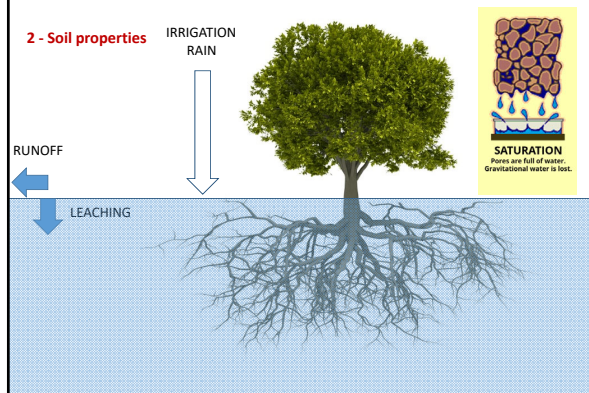 2 - Soil properties
IRRIGATION
RAIN
RUNOFF
LEACHING
SATURATION
Pores are full of water.
Gravitational water is lost.